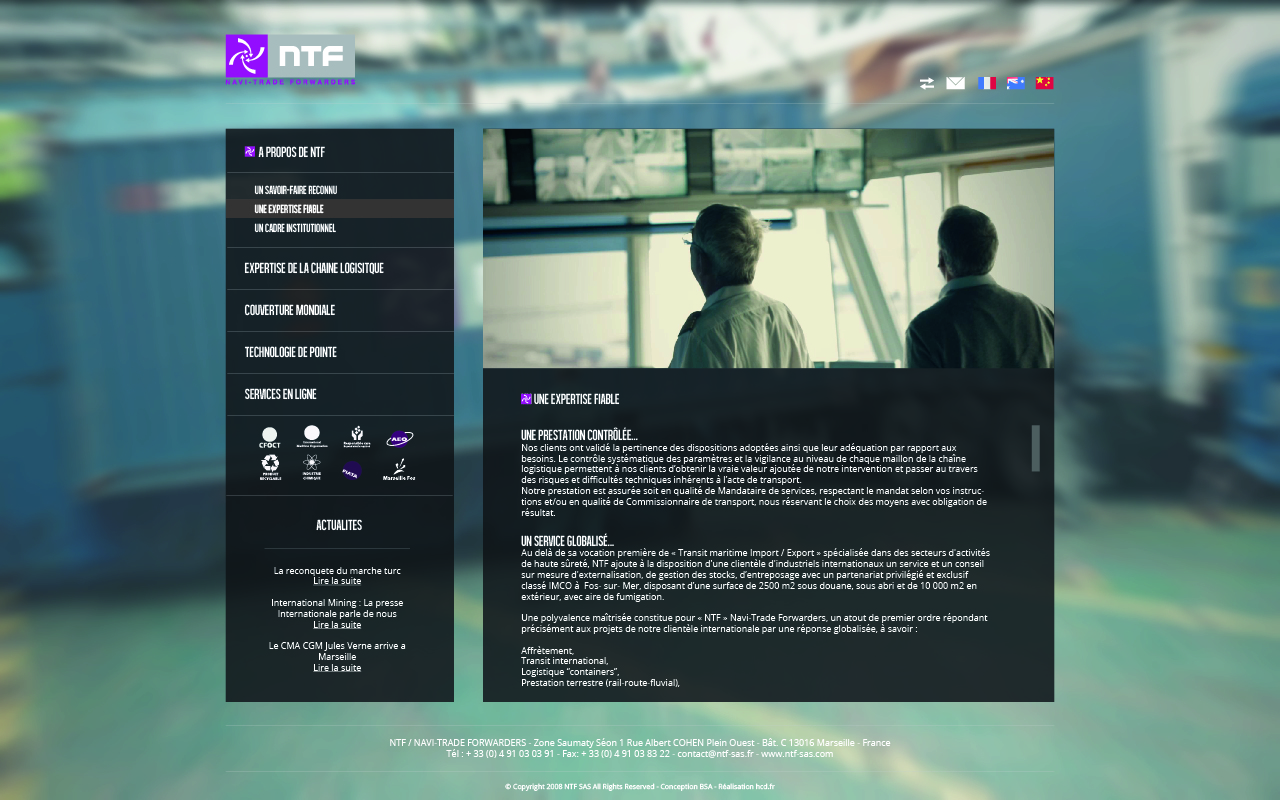 NTF
NAVI-TRADE FORWARDERS
A PROPOS DE NTF
UN SAVOIR-FAIRE RECONNU
UNE EXPERTISE FIABLE
UN CADRE INSTITUTIONNEL
EXPERTISE DE LA CHAINE LOGISITQUE
COUVERTURE MONDIALE
TECHNOLOGIE DE POINTE
SERVICES EN LIGNE
CFOCT
AEO
PRODUIT
RECYCLABLE
INDUSTRIE
CHIMIQUE
FIATA
Marseille Fos
ACTUALITES
La reconquete du marche turc
Lire la suite
International Mining : La presse
Internationale parle de nous
Lire la suite
Le CMA CGM Jules Verne arrive a
Marseille
Lire la suite
UNE EXPERTISE FIABLE
UNE PRESTATION CONTRÔLÉE...
Nos clients ont validé la pertinence des dispositions adoptées ainsi que leur adéquation par rapport aux
besoins. Le contrôle systématique des paramètres et la vigilance au niveau de chaque maillon de la chaîne
logistique permettent à nos clients d'obtenir la vraie valeur ajoutée de notre intervention et passer au travers
des risques et difficultés techniques inhérents à l'acte de transport.
Notre prestation est assurée soit en qualité de Mandataire de services, respectant le mandat selon vos instruc-
tions et/ou en qualité de Commissionnaire de transport, nous réservant le choix des moyens avec obligation de
résultat.
UN SERVICE GLOBALISÉ...
Au delà de sa vocation première de « Transit maritime Import / Export » spécialisée dans des secteurs d'activités
de haute sûreté, NTF ajoute à la disposition d'une clientèle d'industriels internationaux un service et un conseil
sur mesure d'externalisation, de gestion des stocks, d'entreposage avec un partenariat privilégié et exclusif
classé IMCO à Fos- sur- Mer, disposant d'une surface de 2500 m2 sous douane, sous abri et de 10 000 m2 en
extérieur, avec aire de fumigation.
Une polyvalence maîtrisée constitue pour « NTF » Navi-Trade Forwarders, un atout de premier ordre répondant
précisément aux projets de notre clientèle internationale par une réponse globalisée, à savoir :
Affrètement,
Transit international,
Logistique "containers",
Prestation terrestre (rail-route-fluvial),
NTF / NAVI-TRADE FORWARDERS - Zone Saumaty Séon 1 Rue Albert COHEN Plein Ouest - Bât. C 13016 Marseille - France
Tél : + 33 (0) 4 91 03 03 91 - Fax: + 33 (0) 4 91 03 83 22 - contact@ntf-sas.fr - www.ntf-sas.com
© Copyright 2008 NTF SAS All Rights Reserved - Conception BSA - Réalisation hcd.fr